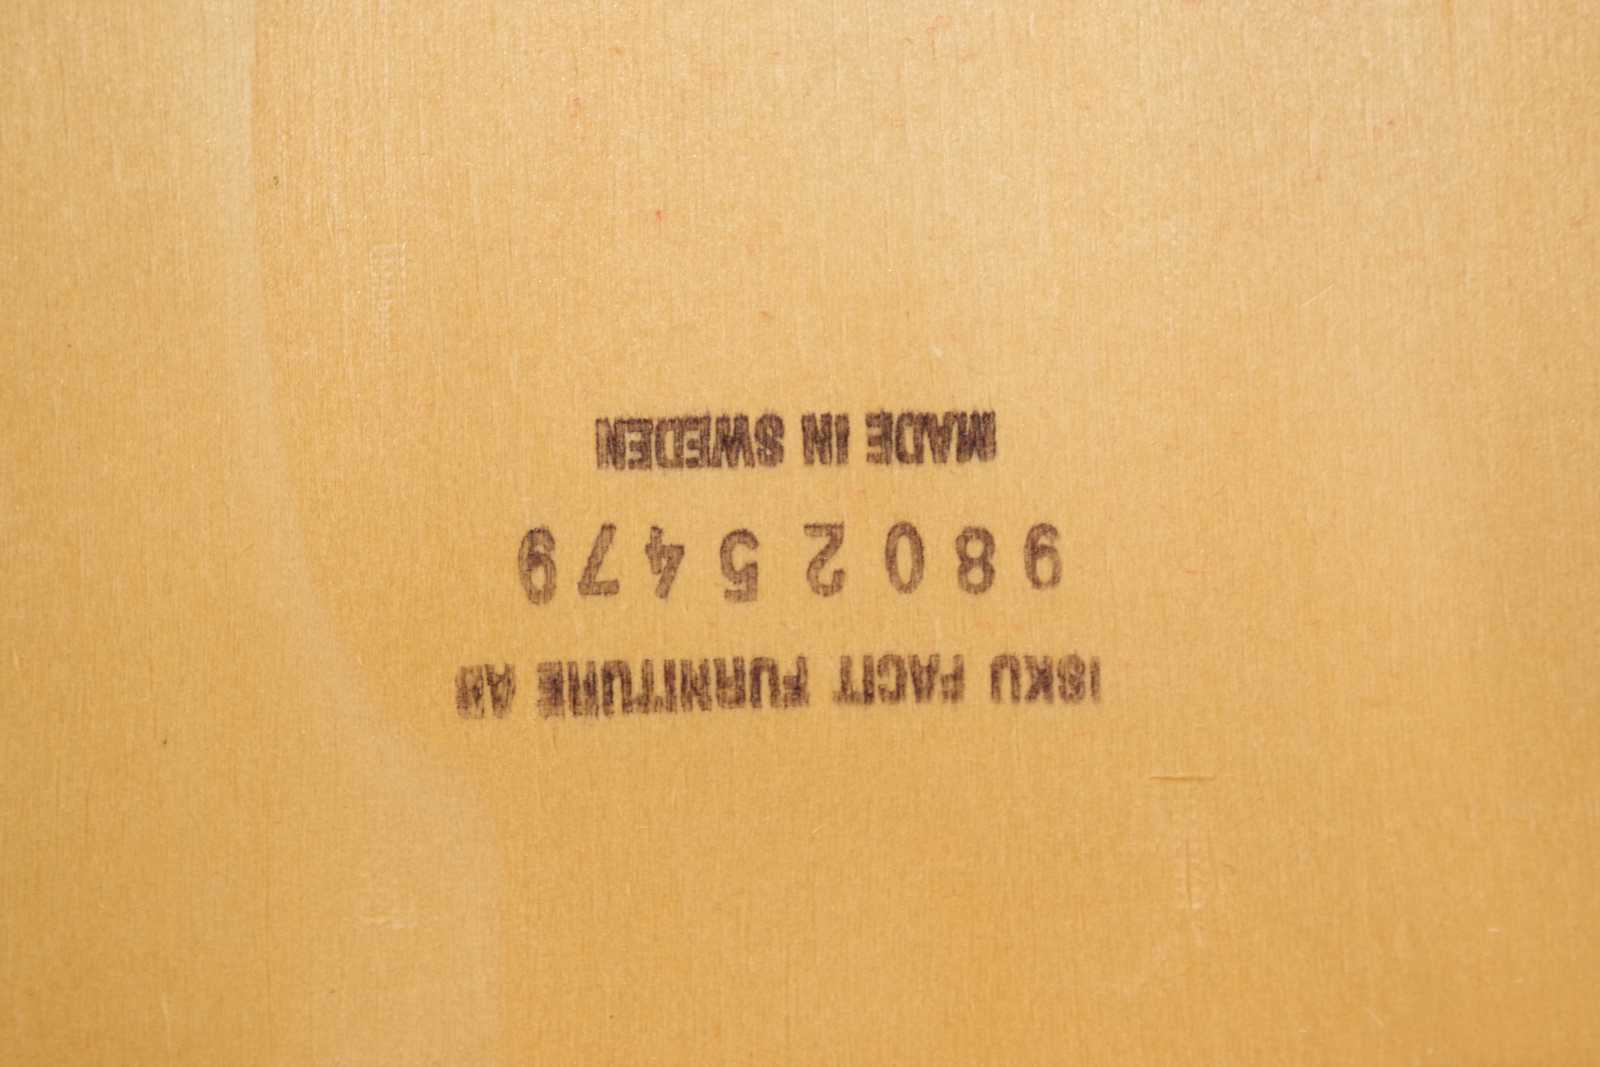 ISKU FACIT FURNITURE AB
98025479
MADE IN SWEDEN